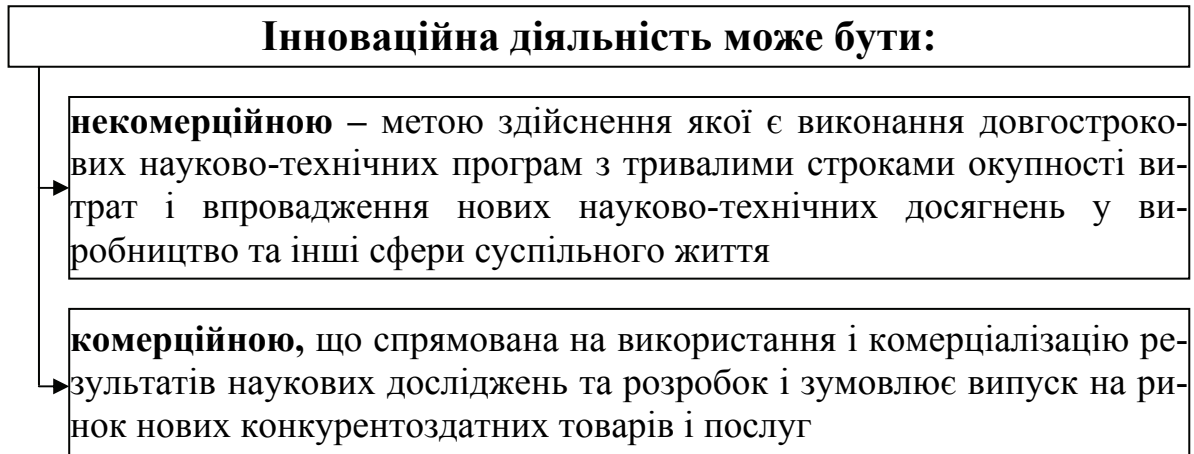 Інноваційна діяльність може бути:
некомерційною – метою здійснення якої є виконання довгостроко-
вих науково-технічних програм з тривалими строками окупності ви-
трат і впровадження нових науково-технічних досягнень у ви-
робництво та інші сфери суспільного життя
комерційною, що спрямована на використання і комерціалізацію ре-
зультатів наукових досліджень та розробок і зумовлює випуск на ри-
нок нових конкурентоздатних товарів і послуг